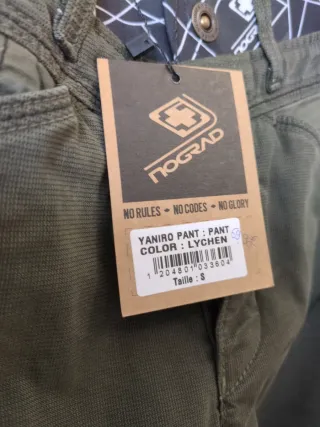 NOGRAD
NO RULES - NO CODES - NO GLORY
YANIRO PANT : PANT
COLOR : LYCHEN
1 204801 033604
Taille : S